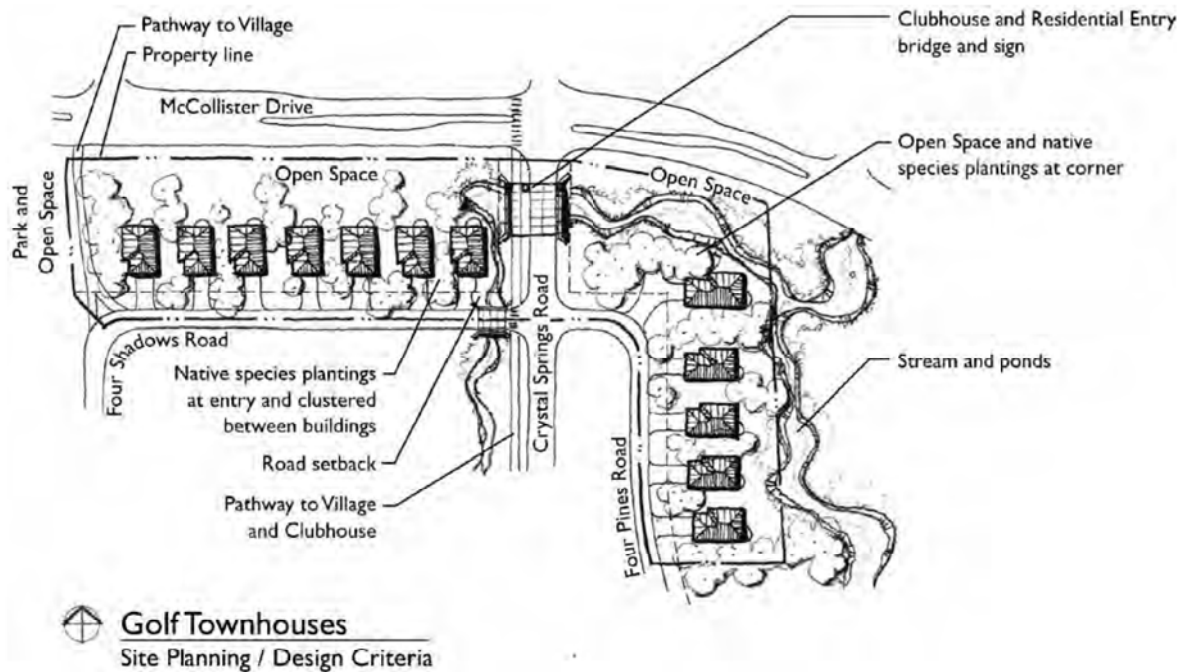 Pathway to Village
Property line
McCollister Drive
Clubhouse and Residential Entry
bridge and sign
Open Space and native
species plantings at corner
Park and
Open Space
Open Space
Open Space
Four Shadows Road
Crystal Springs Road
Four Pines Road
Stream and ponds
Native species plantings
at entry and clustered
between buildings
Road setback
Pathway to Village
and Clubhouse
Golf Townhouses
Site Planning / Design Criteria